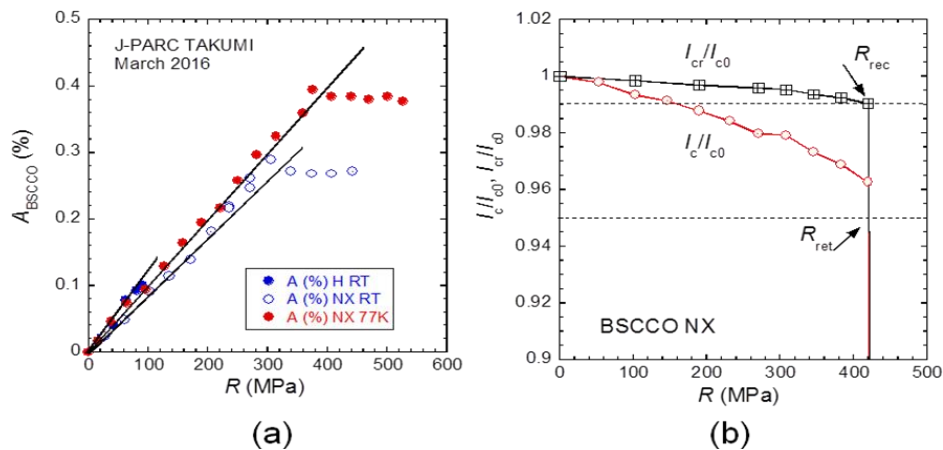 J-PARC TAKUMI
March 2016
A_BSCCO (%)
0.5
0.4
0.3
0.2
0.1
0
A (%) H RT
A (%) NX RT
A (%) NX 77K
0 100 200 300 400 500 600
R (MPa)
(a)
I_c/I_c0, I_cr/I_c0
1.02
1
0.98
0.96
0.94
0.92
0.9
I_cr/I_c0
R_rec
I_c/I_c0
R_ret
BSCCO NX
0 100 200 300 400 500
R (MPa)
(b)